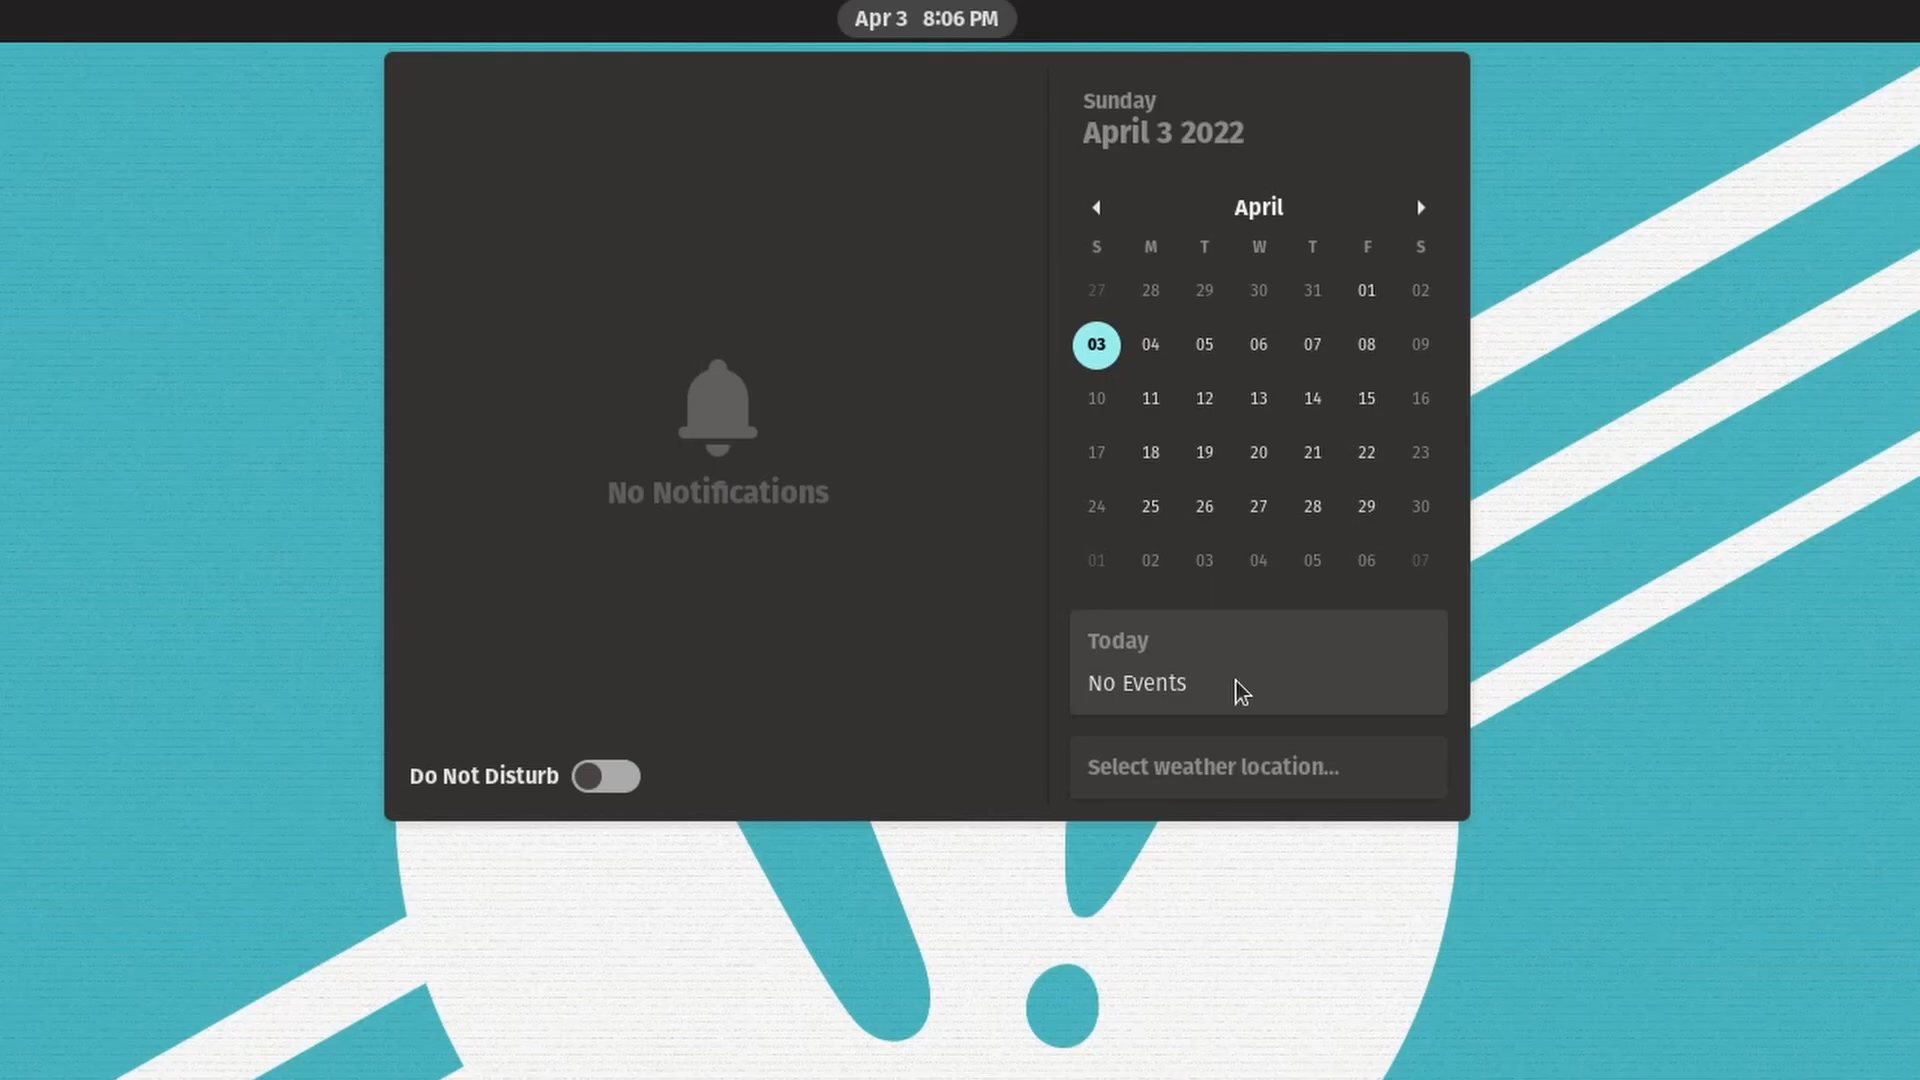 Apr 3 8:06 PM
Sunday
April 3 2022
April
S M T W T F S
27 28 29 30 31 01 02
03 04 05 06 07 08 09
10 11 12 13 14 15 16
17 18 19 20 21 22 23
24 25 26 27 28 29 30
01 02 03 04 05 06 07
No Notifications
Today
No Events
Do Not Disturb
Select weather location...